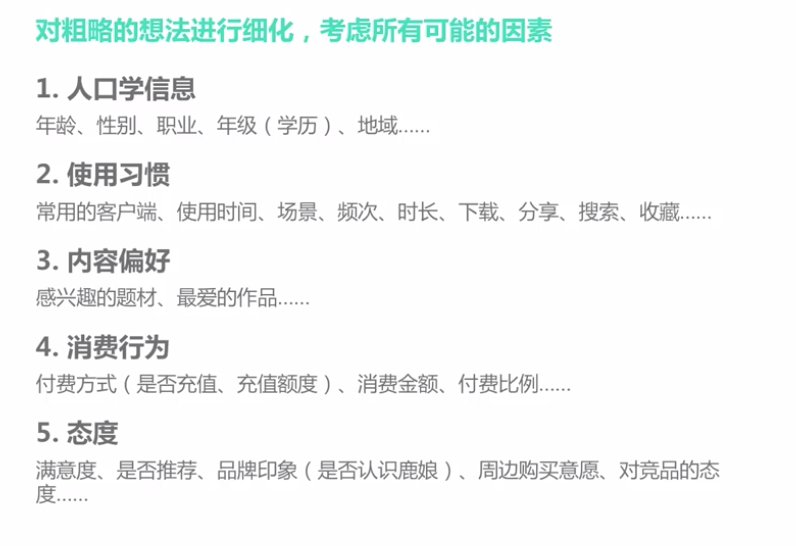 对粗略的想法进行细化，考虑所有可能的因素
1. 人口学信息
年龄、性别、职业、年级（学历）、地域……
2. 使用习惯
常用的客户端、使用时间、场景、频次、时长、下载、分享、搜索、收藏……
3. 内容偏好
感兴趣的题材、最爱的作品……
4. 消费行为
付费方式（是否充值、充值额度）、消费金额、付费比例……
5. 态度
满意度、是否推荐、品牌印象（是否认识鹿娘）、周边购买意愿、对竞品的态
度……